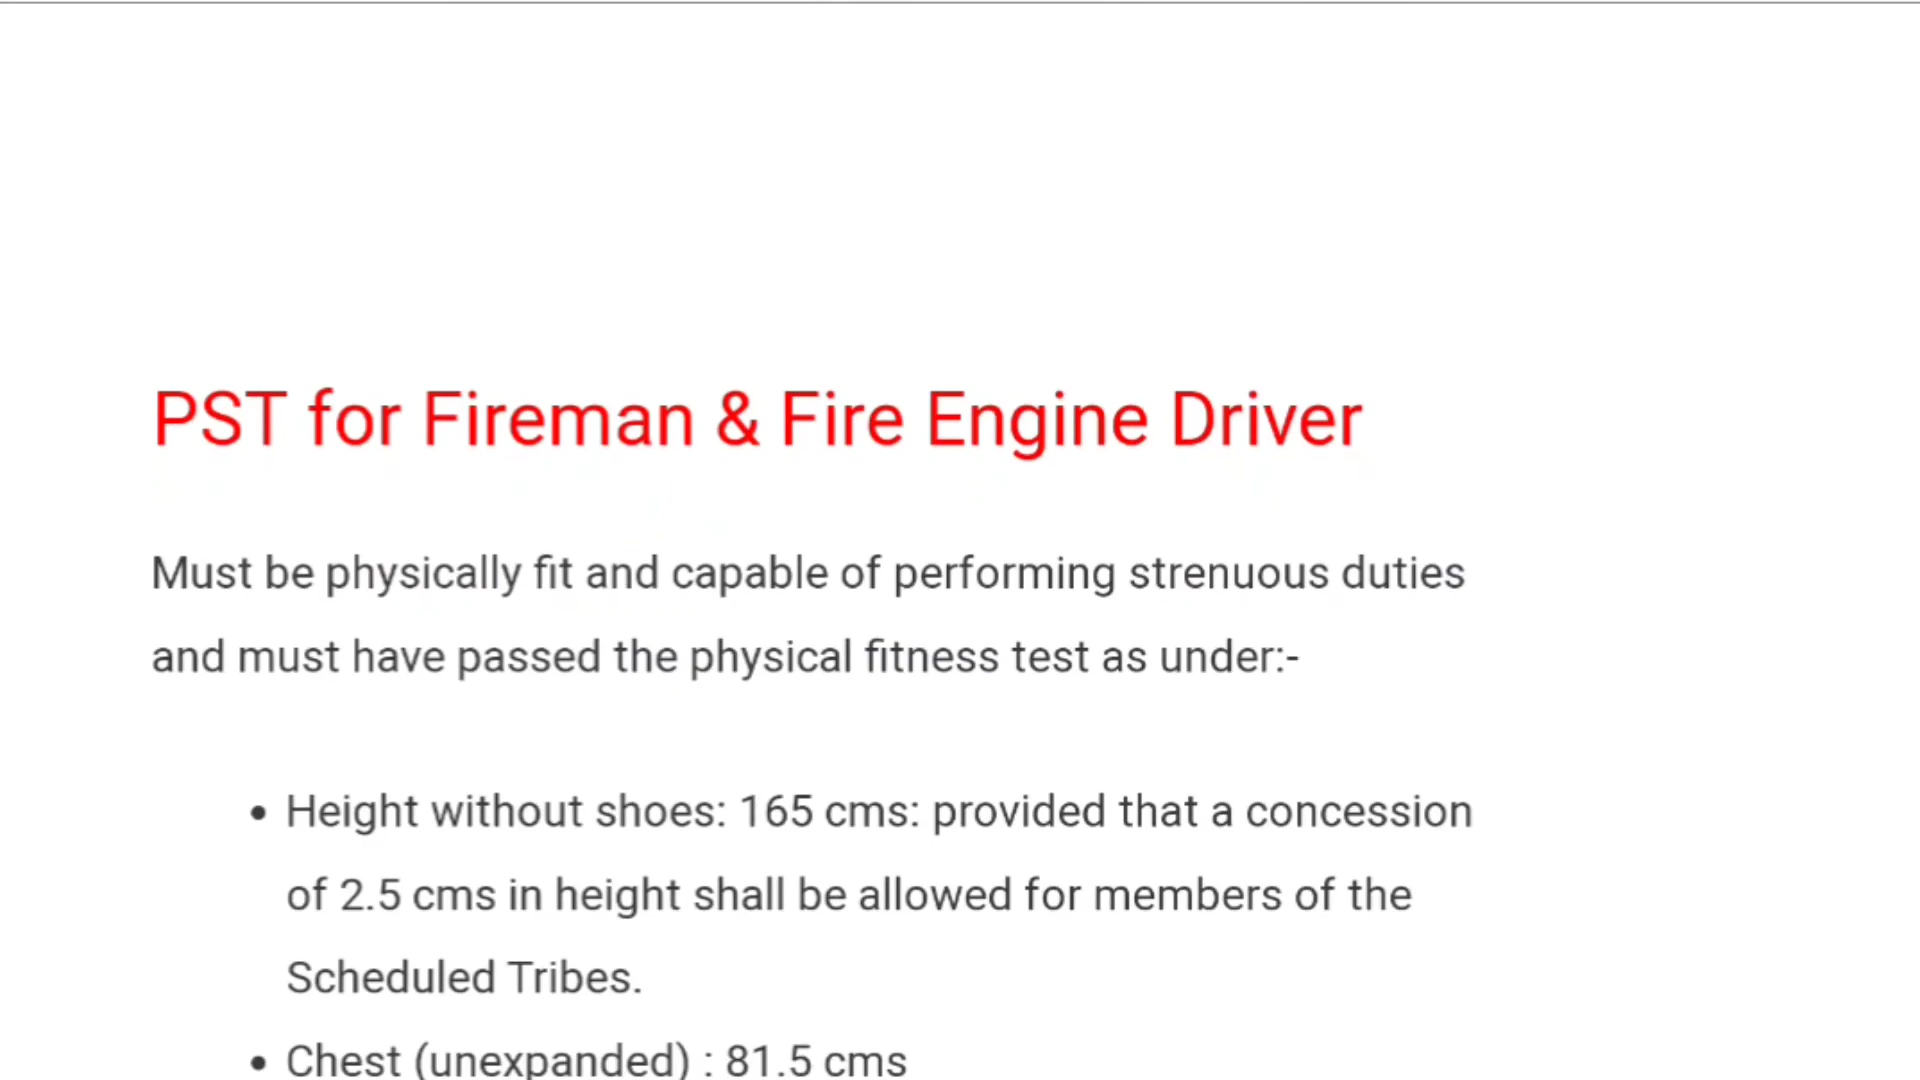 PST for Fireman & Fire Engine Driver
Must be physically fit and capable of performing strenuous duties
and must have passed the physical fitness test as under:-
• Height without shoes: 165 cms: provided that a concession
of 2.5 cms in height shall be allowed for members of the
Scheduled Tribes.
• Chest (unexpanded) : 81.5 cms